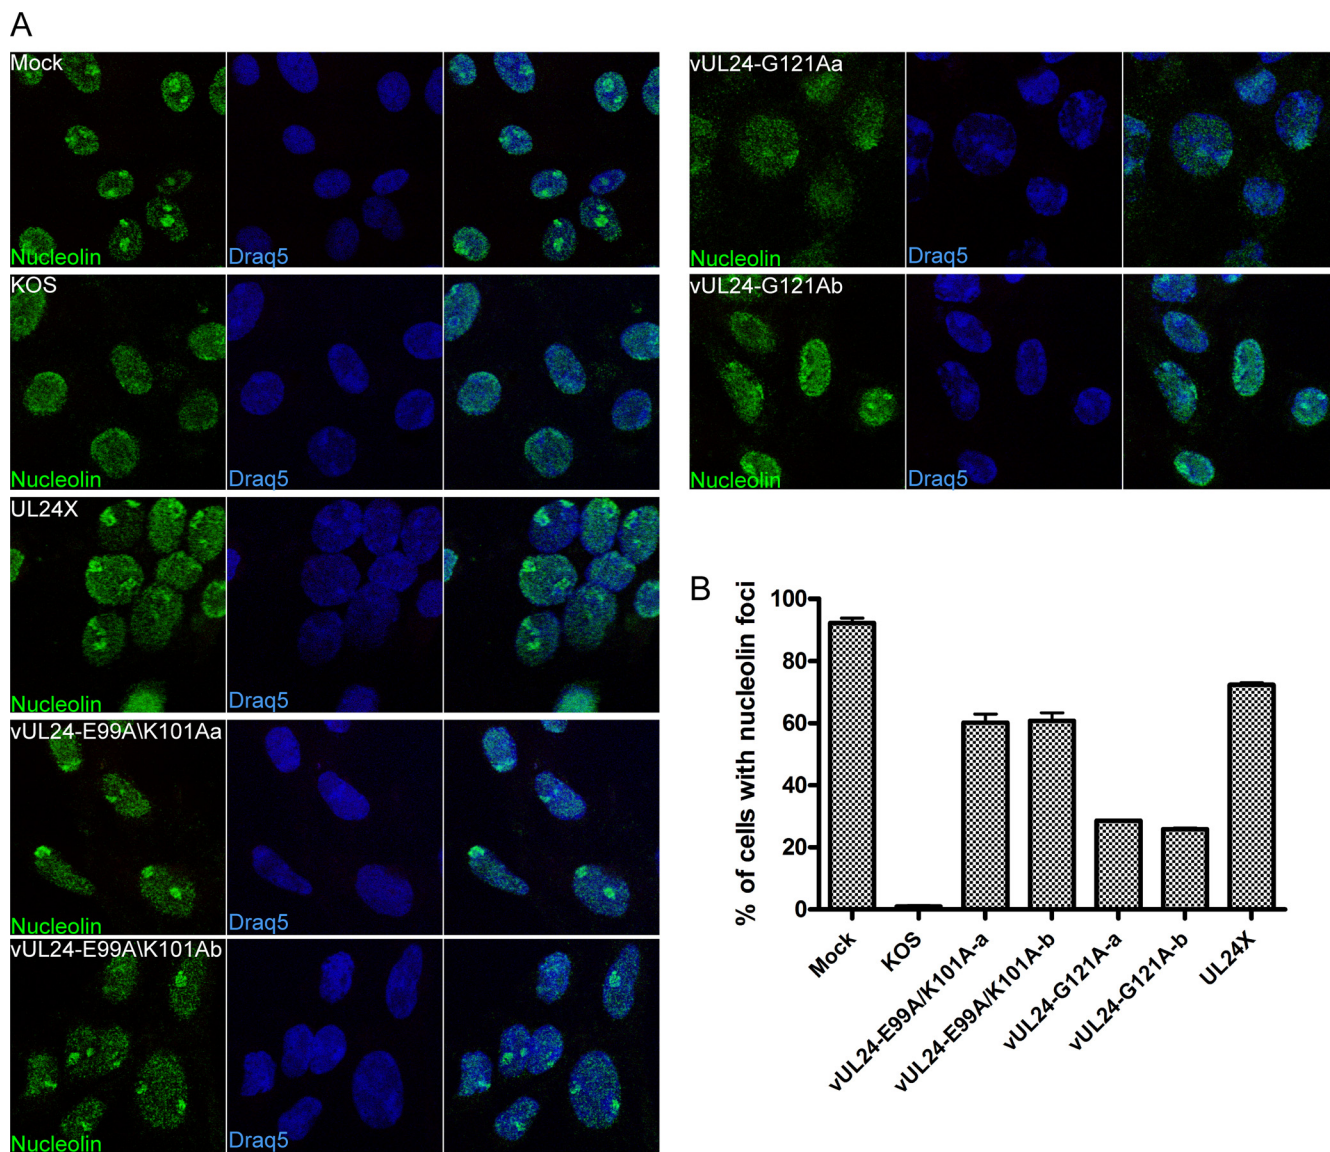 A
Mock
Nucleolin
Draq5
KOS
Nucleolin
Draq5
UL24X
Nucleolin
Draq5
vUL24-E99A\K101Aa
Nucleolin
Draq5
vUL24-E99A\K101Ab
Nucleolin
Draq5
vUL24-G121Aa
Nucleolin
Draq5
vUL24-G121Ab
Nucleolin
Draq5
B
% of cells with nucleolin foci
100
80
60
40
20
0
Mock
KOS
vUL24-E99A/K101A-a
vUL24-E99A/K101A-b
vUL24-G121A-a
vUL24-G121A-b
UL24X